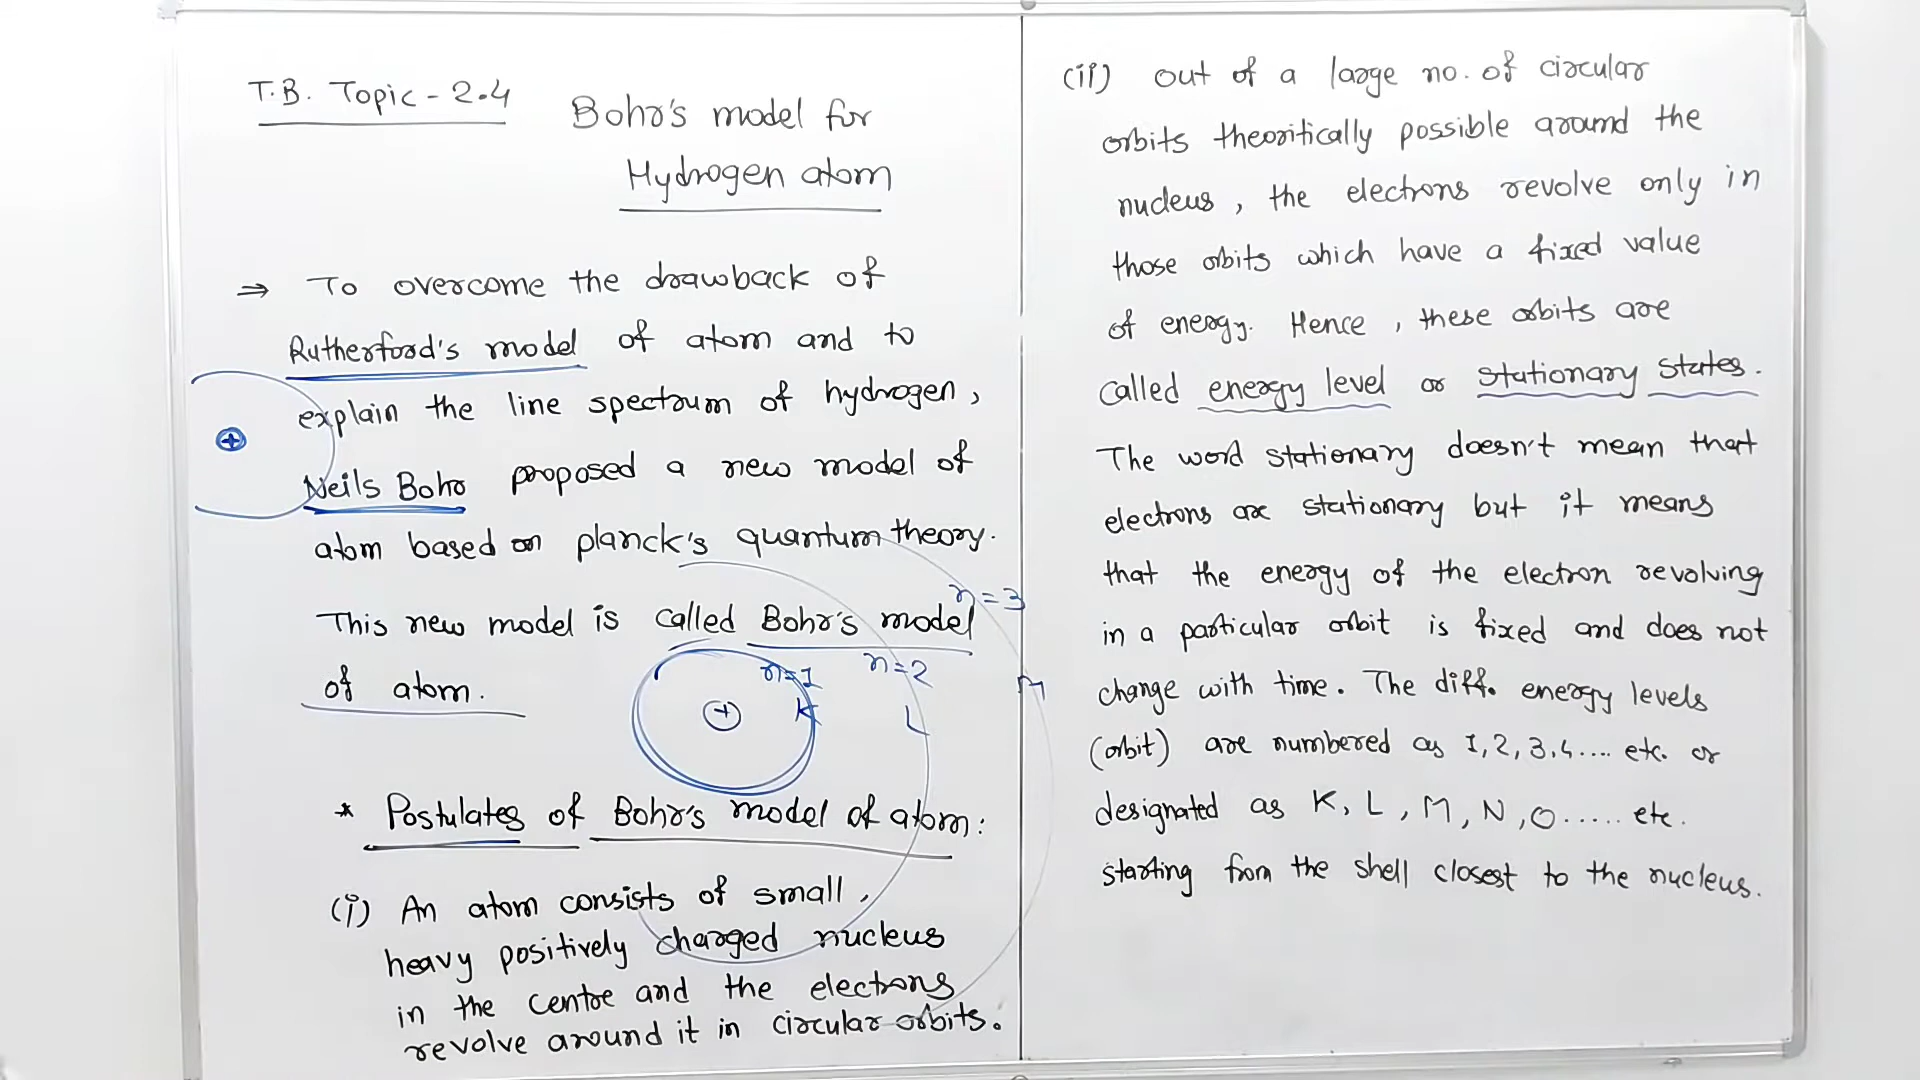 T.B. Topic - 2.4
Bohr's model for
Hydrogen atom
⇒ To overcome the drawback of
Rutherford's model of atom and to
explain the line spectrum of hydrogen,
Neils Bohr proposed a new model of
atom based on planck's quantum theory.
This new model is called Bohr's model
of atom.
+
n=3
n=1
n=2
+
K
L
M
* Postulates of Bohr's model of atom:
(i) An atom consists of small,
heavy positively charged nucleus
in the centre and the electrons
revolve around it in circular orbits.
(ii) out of a large no. of circular
orbits theoritically possible around the
nucleus, the electrons revolve only in
those orbits which have a fixed value
of energy. Hence, these orbits are
called energy level or stationary states.
The word stationary doesn't mean that
electrons are stationary but it means
that the energy of the electron revolving
in a particular orbit is fixed and does not
change with time. The diff. energy levels
(orbit) are numbered as 1,2,3,4.... etc. or
designated as K, L, M, N, O..... etc.
starting from the shell closest to the nucleus.